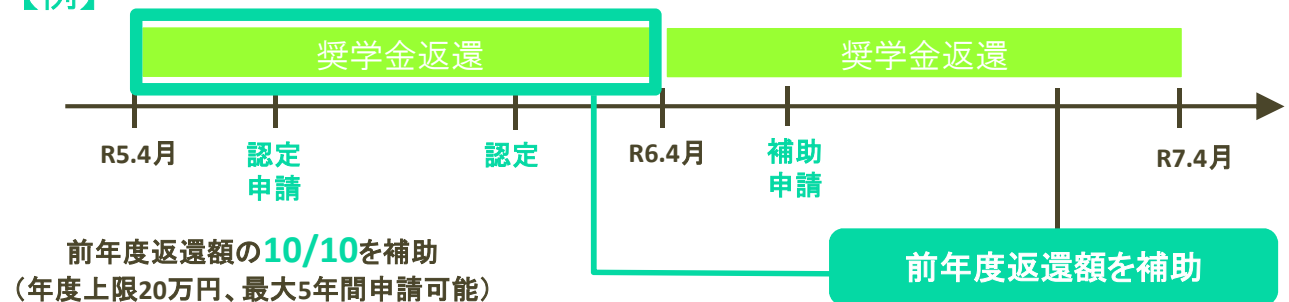 【例】
奨学金返還
奨学金返還
R5.4月
認定
申請
認定
R6.4月
補助
申請
R7.4月
前年度返還額の10/10を補助
（年度上限20万円、最大5年間申請可能）
前年度返還額を補助